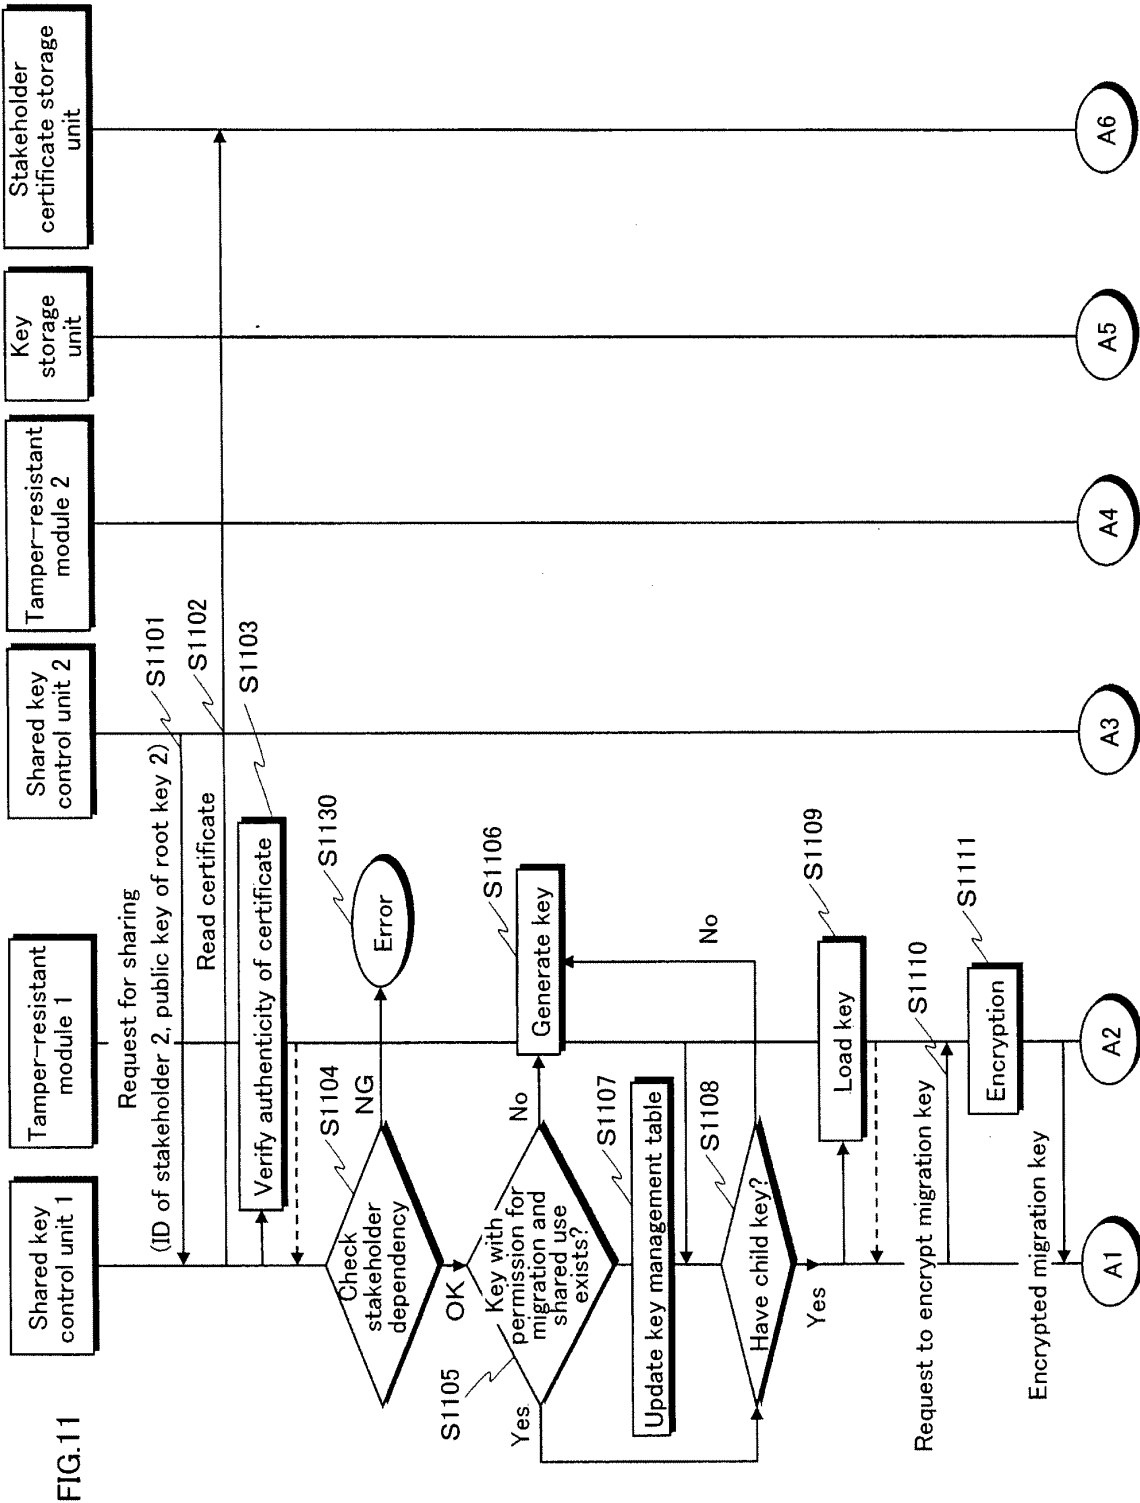 FIG.11
Shared key
control unit 1
Tamper-resistant
module 1
Shared key
control unit 2
Tamper-resistant
module 2
Key
storage
unit
Stakeholder
certificate storage
unit
Request for sharing
(ID of stakeholder 2, public key of root key 2)
S1101
Read certificate
S1102
Verify authenticity of certificate
S1103
Check
stakeholder
dependency
S1104
NG
Error
S1130
OK
Key with
permission for
migration and
shared use
exists?
S1105
Yes
No
Generate key
S1106
Update key management table
S1107
Have child key?
S1108
No
Yes
Load key
S1109
Request to encrypt migration key
S1110
Encryption
S1111
Encrypted migration key
A1
A2
A3
A4
A5
A6